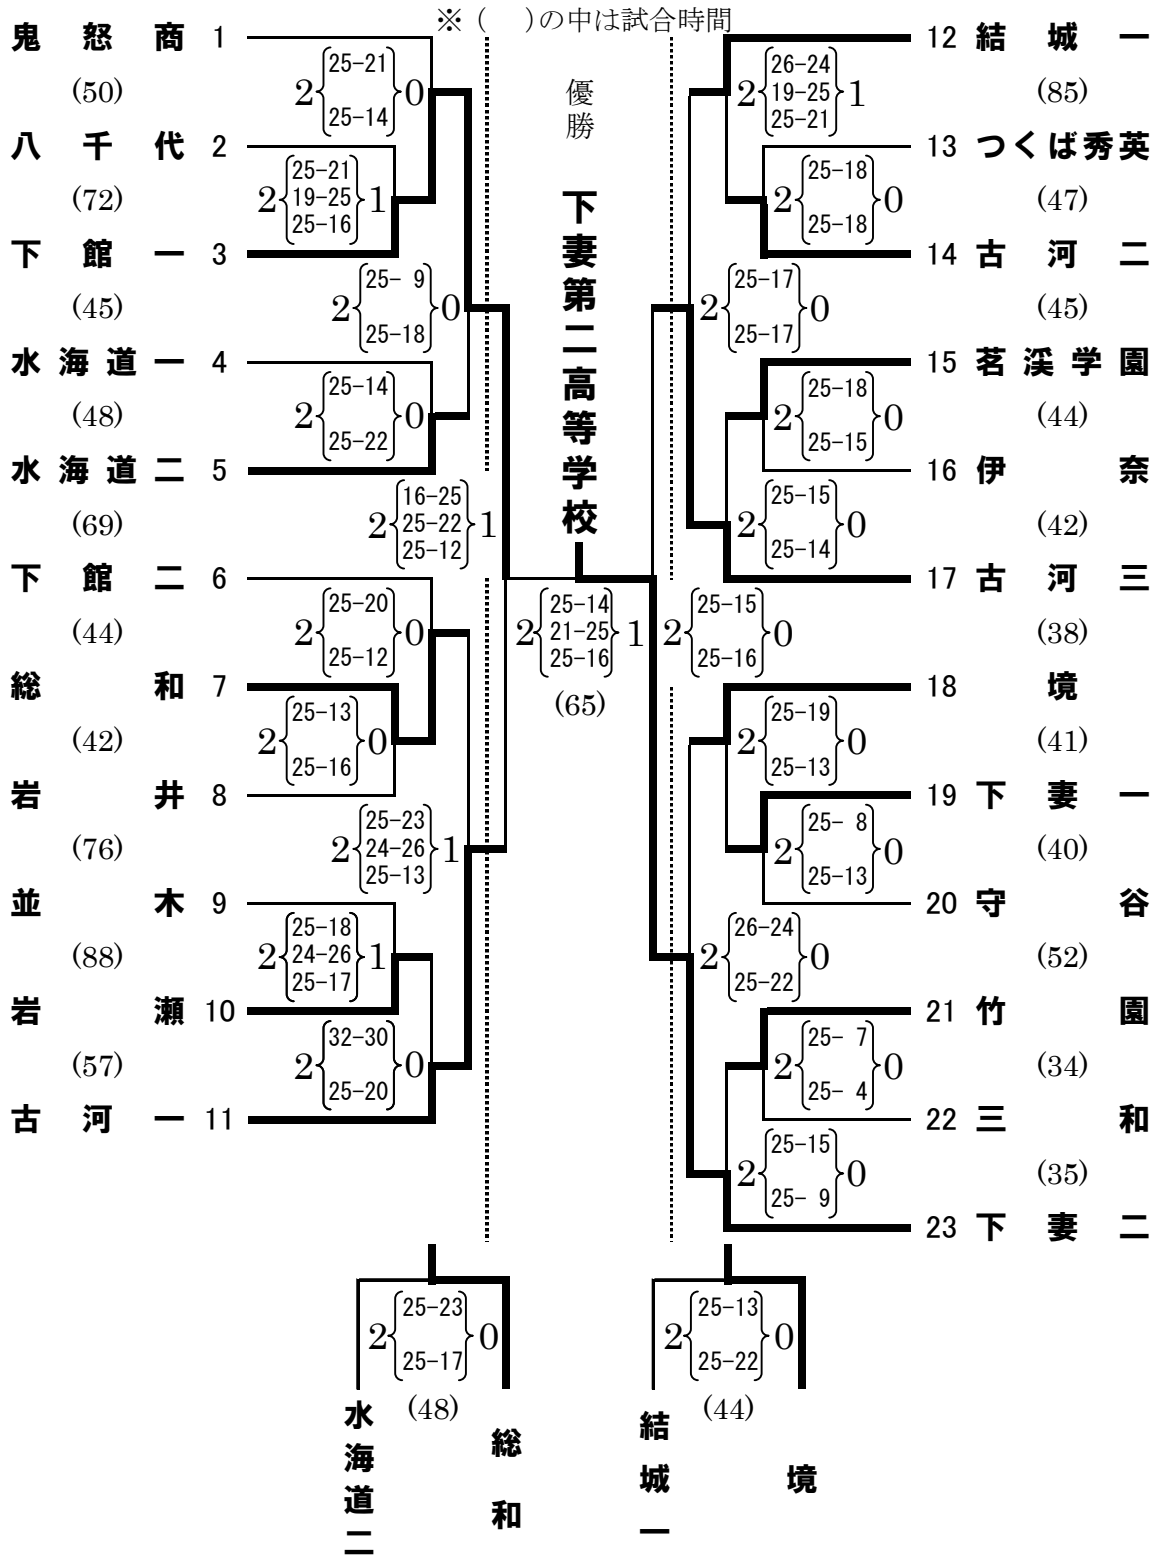 ※ ( )の中は試合時間
優勝
下妻第二高等学校
鬼怒商 1
(50)
25-21
2 0
25-14
八千代 2
(72)
25-21
2 19-25 1
25-16
下館一 3
(45)
25- 9
2 0
25-18
水海道一 4
(48)
25-14
2 0
25-22
水海道二 5
(69)
16-25
2 25-22 1
25-12
下館二 6
(44)
25-20
2 0
25-12
総和 7
(42)
25-13
2 0
25-16
岩井 8
(76)
25-23
2 24-26 1
25-13
並木 9
(88)
25-18
2 24-26 1
25-17
岩瀬 10
(57)
32-30
2 0
25-20
古河一 11
25-14
2 21-25 1
25-16
(65)
12 結城一
(85)
26-24
2 19-25 1
25-21
13 つくば秀英
(47)
25-18
2 0
25-18
14 古河二
(45)
25-17
2 0
25-17
15 茗渓学園
(44)
25-18
2 0
25-15
16 伊奈
(42)
25-15
2 0
25-14
17 古河三
(38)
25-15
2 0
25-16
18 境
(41)
25-19
2 0
25-13
19 下妻一
(40)
25- 8
2 0
25-13
20 守谷
(52)
26-24
2 0
25-22
21 竹園
(34)
25- 7
2 0
25- 4
22 三和
(35)
25-15
2 0
25- 9
23 下妻二
25-23
2 0
25-17
(48)
水海道二
総和
25-13
2 0
25-22
(44)
結城一
境